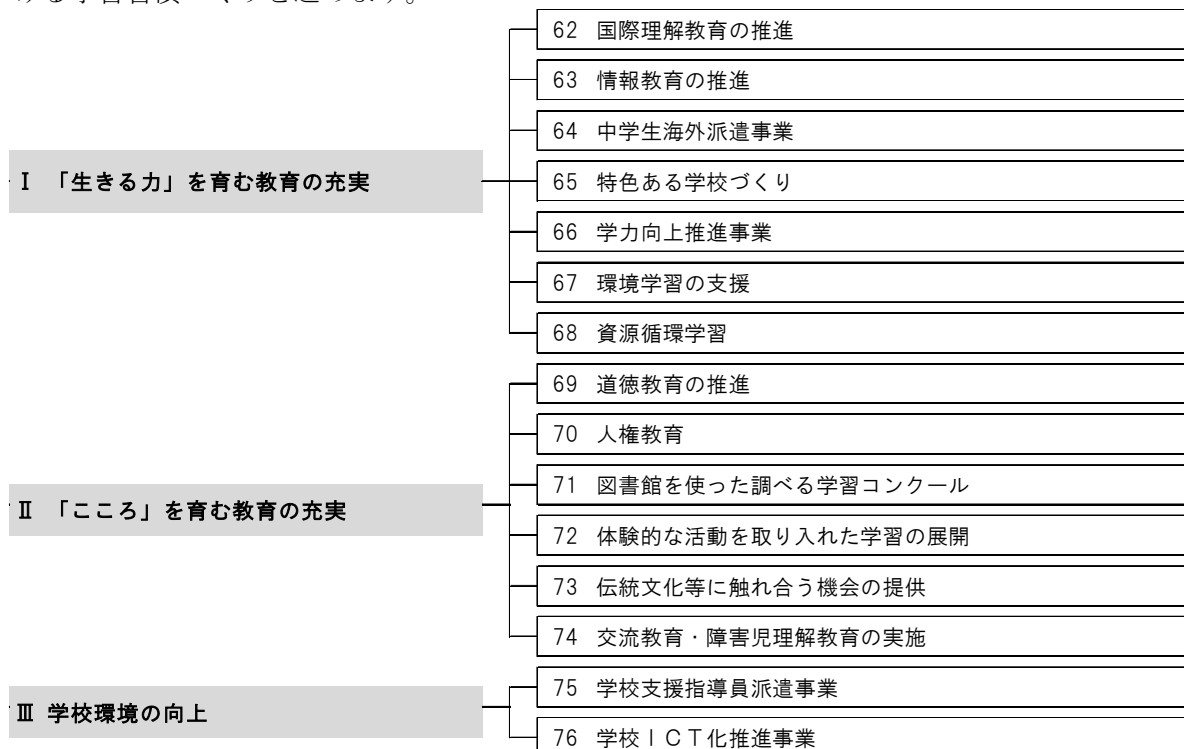 Ⅰ 「生きる力」を育む教育の充実
62 国際理解教育の推進
63 情報教育の推進
64 中学生海外派遣事業
65 特色ある学校づくり
66 学力向上推進事業
67 環境学習の支援
68 資源循環学習
Ⅱ 「こころ」を育む教育の充実
69 道徳教育の推進
70 人権教育
71 図書館を使った調べる学習コンクール
72 体験的な活動を取り入れた学習の展開
73 伝統文化等に触れ合う機会の提供
74 交流教育・障害児理解教育の実施
Ⅲ 学校環境の向上
75 学校支援指導員派遣事業
76 学校ＩＣＴ化推進事業